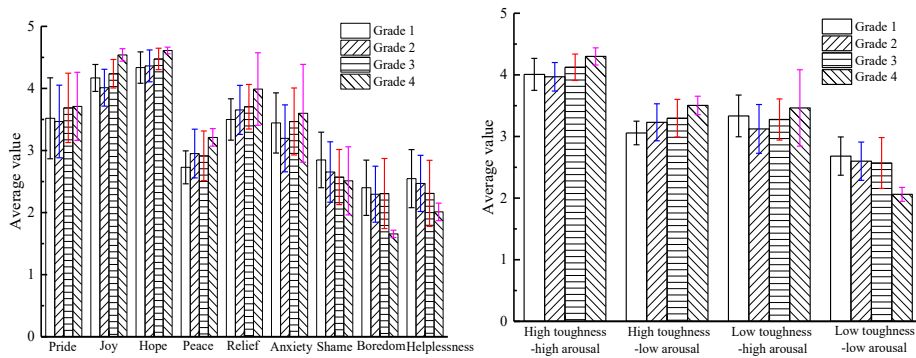 5
4
3
2
1
0
Average value
Grade 1
Grade 2
Grade 3
Grade 4
Pride Joy Hope Peace Relief Anxiety Shame Boredom Helplessness
5
4
3
2
1
0
Average value
Grade 1
Grade 2
Grade 3
Grade 4
High toughness High toughness Low toughness Low toughness
-high arousal -low arousal -high arousal -low arousal